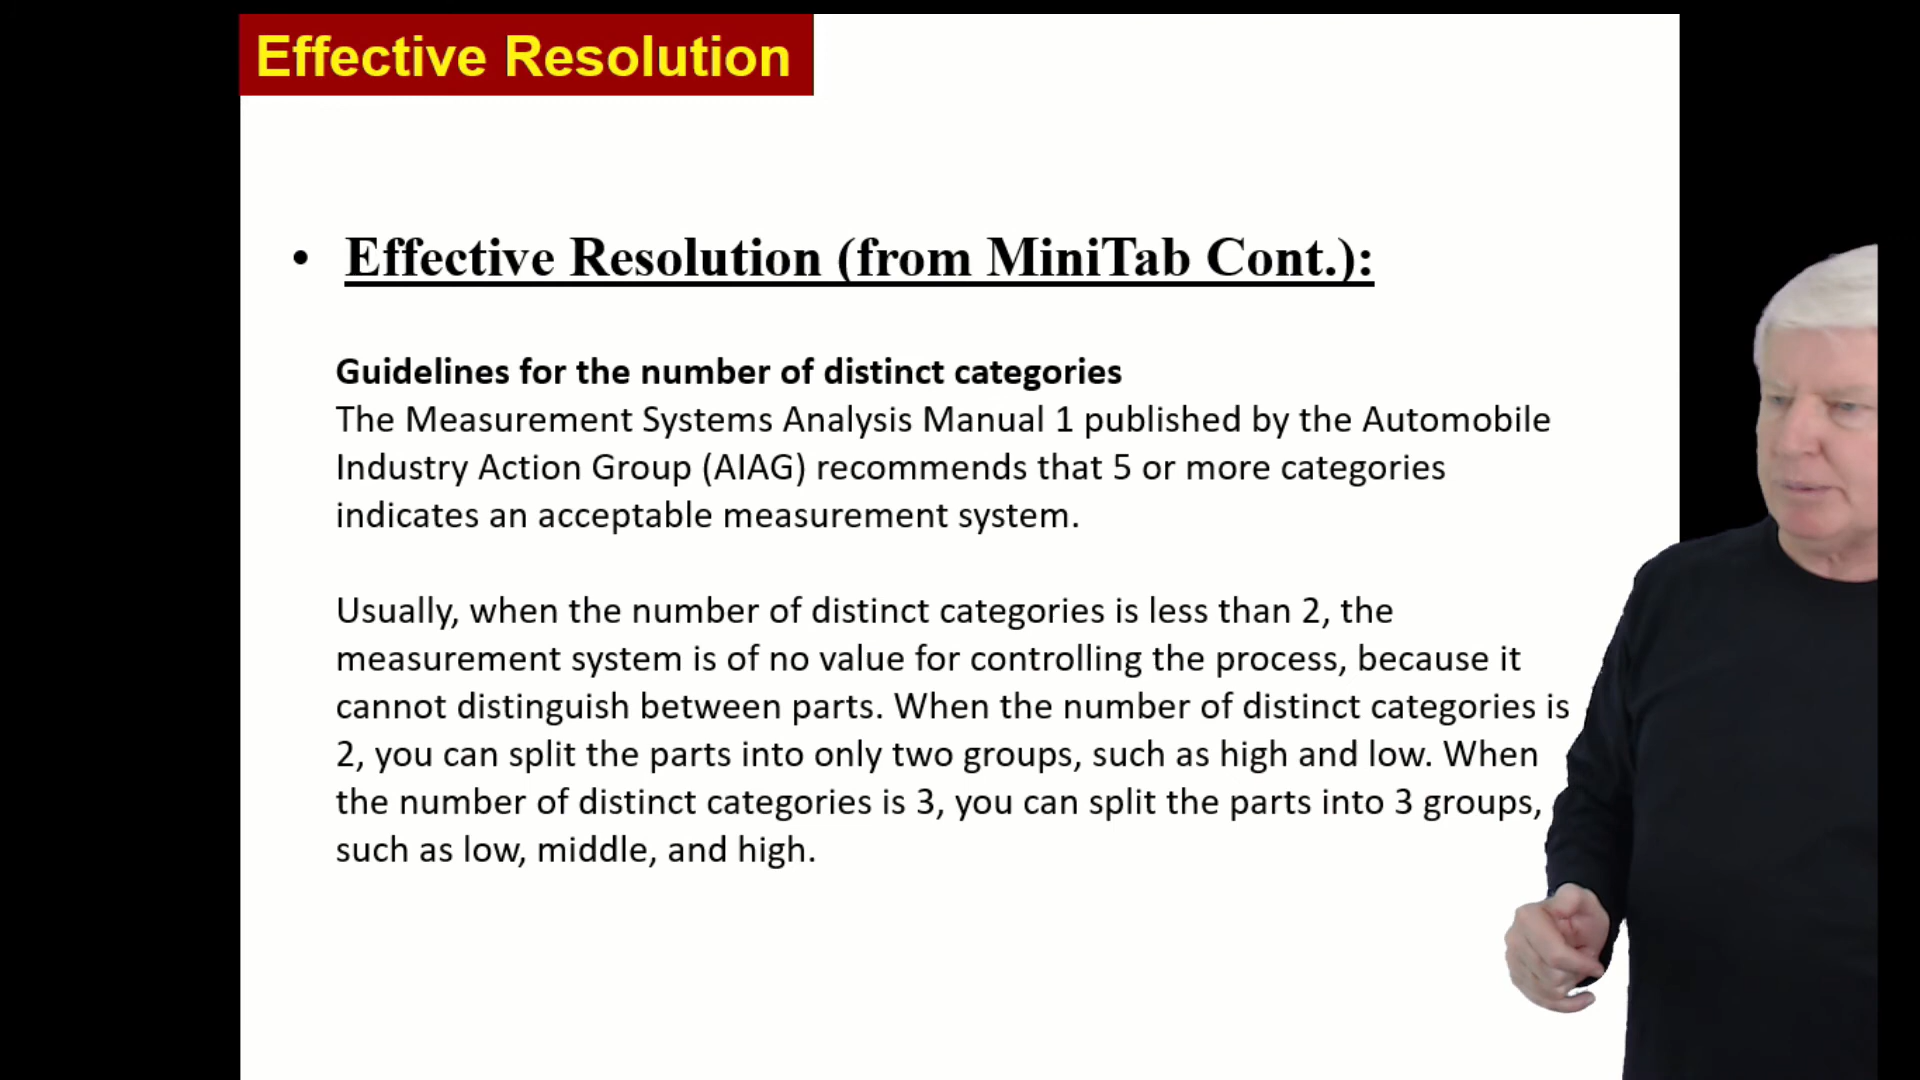 Effective Resolution
• Effective Resolution (from MiniTab Cont.):
Guidelines for the number of distinct categories
The Measurement Systems Analysis Manual 1 published by the Automobile
Industry Action Group (AIAG) recommends that 5 or more categories
indicates an acceptable measurement system.
Usually, when the number of distinct categories is less than 2, the
measurement system is of no value for controlling the process, because it
cannot distinguish between parts. When the number of distinct categories is
2, you can split the parts into only two groups, such as high and low. When
the number of distinct categories is 3, you can split the parts into 3 groups,
such as low, middle, and high.